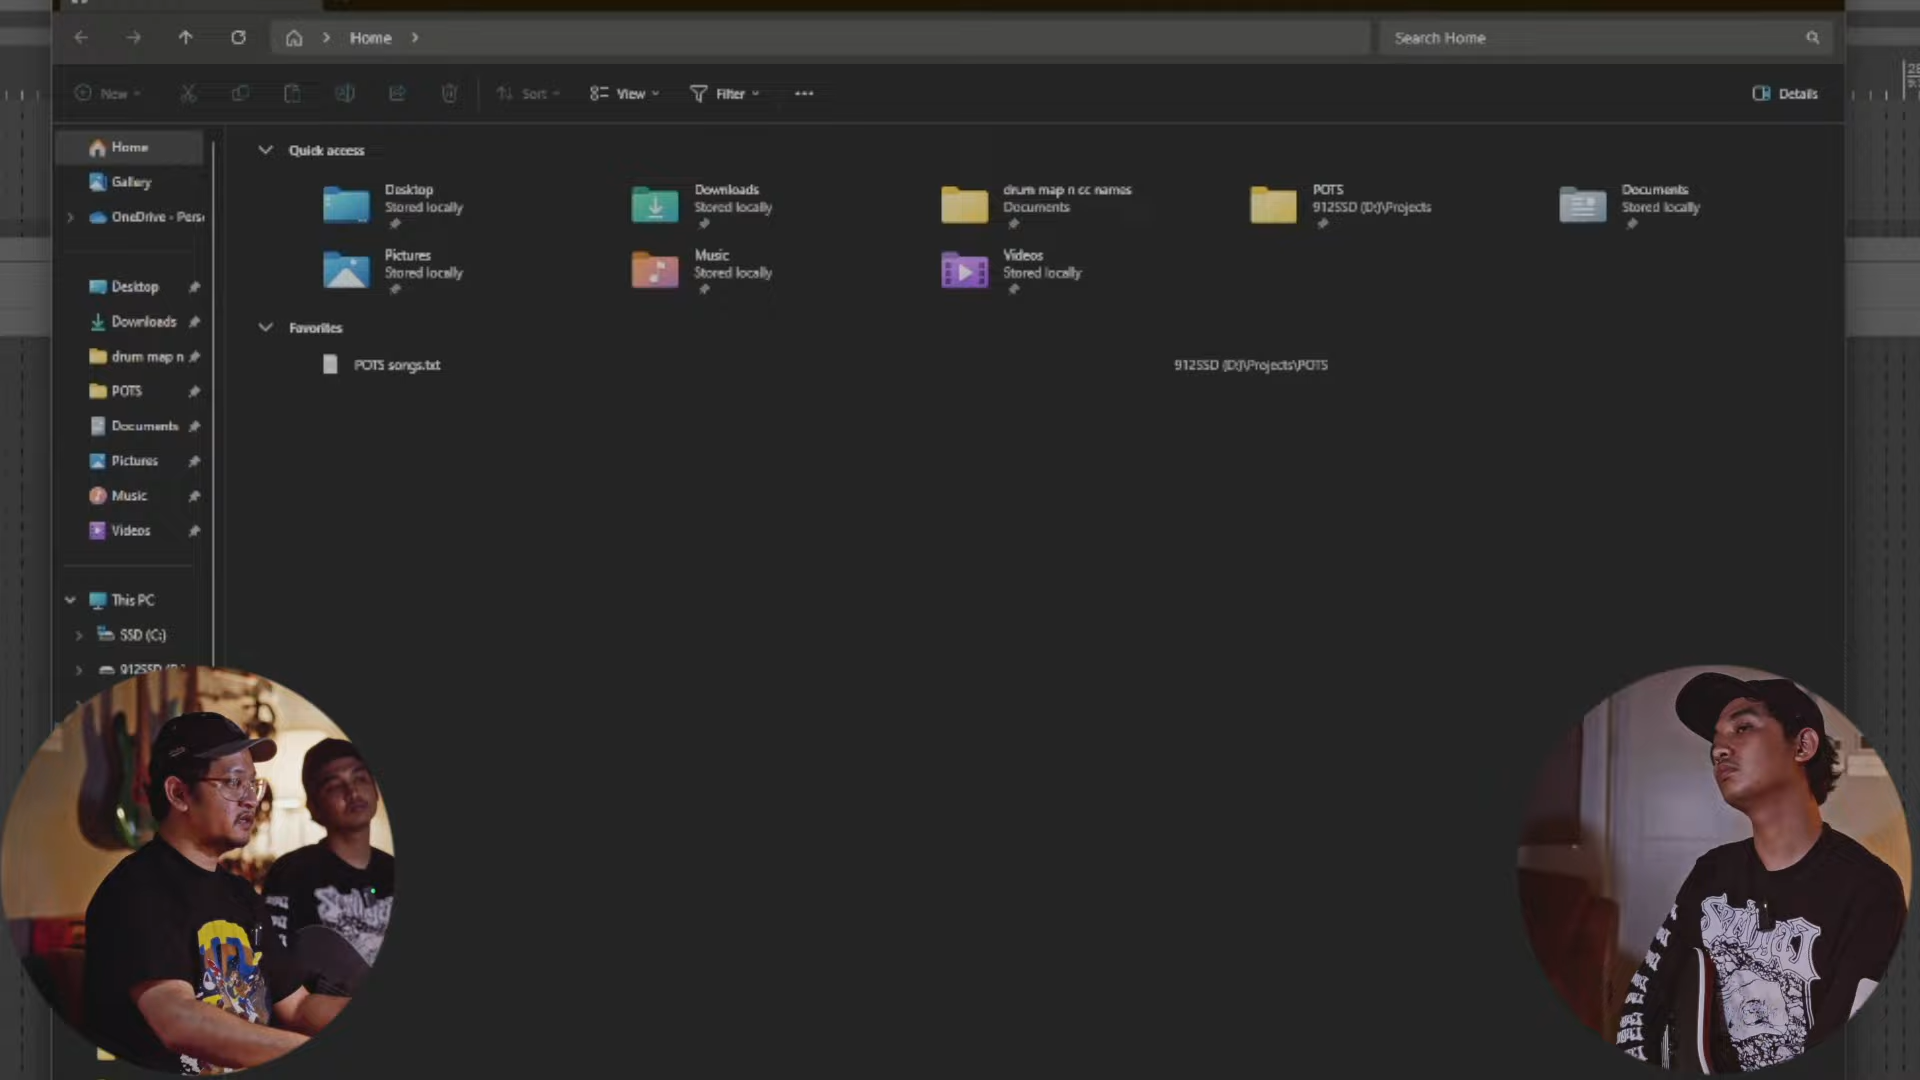 Home
Search Home
New
Sort
View
Filter
Details
Home
Gallery
OneDrive - Pers
Desktop
Downloads
drum map n
POTS
Documents
Pictures
Music
Videos
This PC
SSD (C:)
912SSD (D:)
Quick access
Desktop
Stored locally
Downloads
Stored locally
drum map n cc names
Documents
POTS
912SSD (D:)\Projects
Documents
Stored locally
Pictures
Stored locally
Music
Stored locally
Videos
Stored locally
Favorites
POTS songs.txt
912SSD (D:)\Projects\POTS